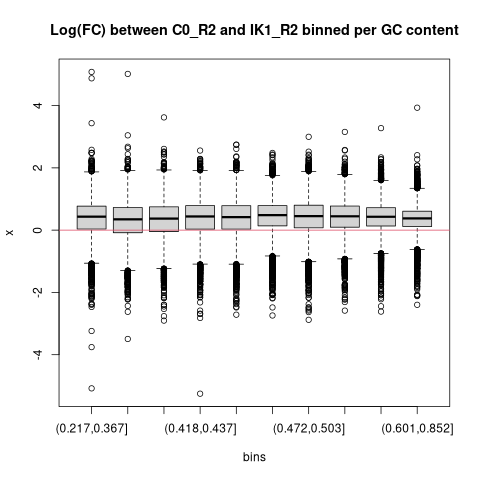 Log(FC) between C0_R2 and IK1_R2 binned per GC content
4
2
0
-2
-4
x
(0.217,0.367] (0.418,0.437] (0.472,0.503] (0.601,0.852]
bins